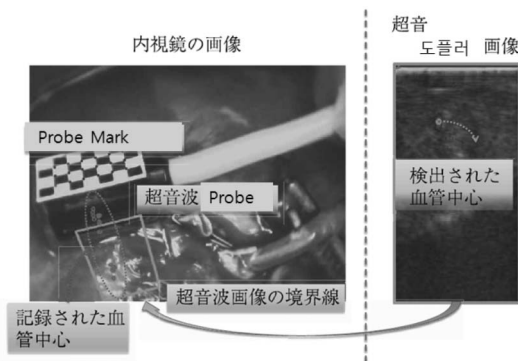 内視鏡の画像
超音
도플러 画像
Probe Mark
超音波 Probe
検出された
血管中心
超音波画像の境界線
記録された血
管中心